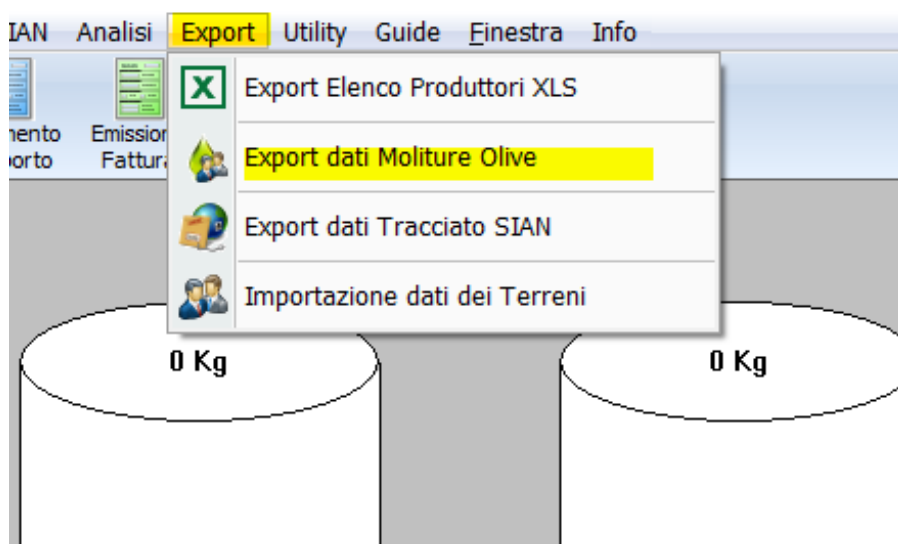 IAN Analisi Export Utility Guide Finestra Info
Export Elenco Produttori XLS
Export dati Moliture Olive
Export dati Tracciato SIAN
Importazione dati dei Terreni
0 Kg 0 Kg